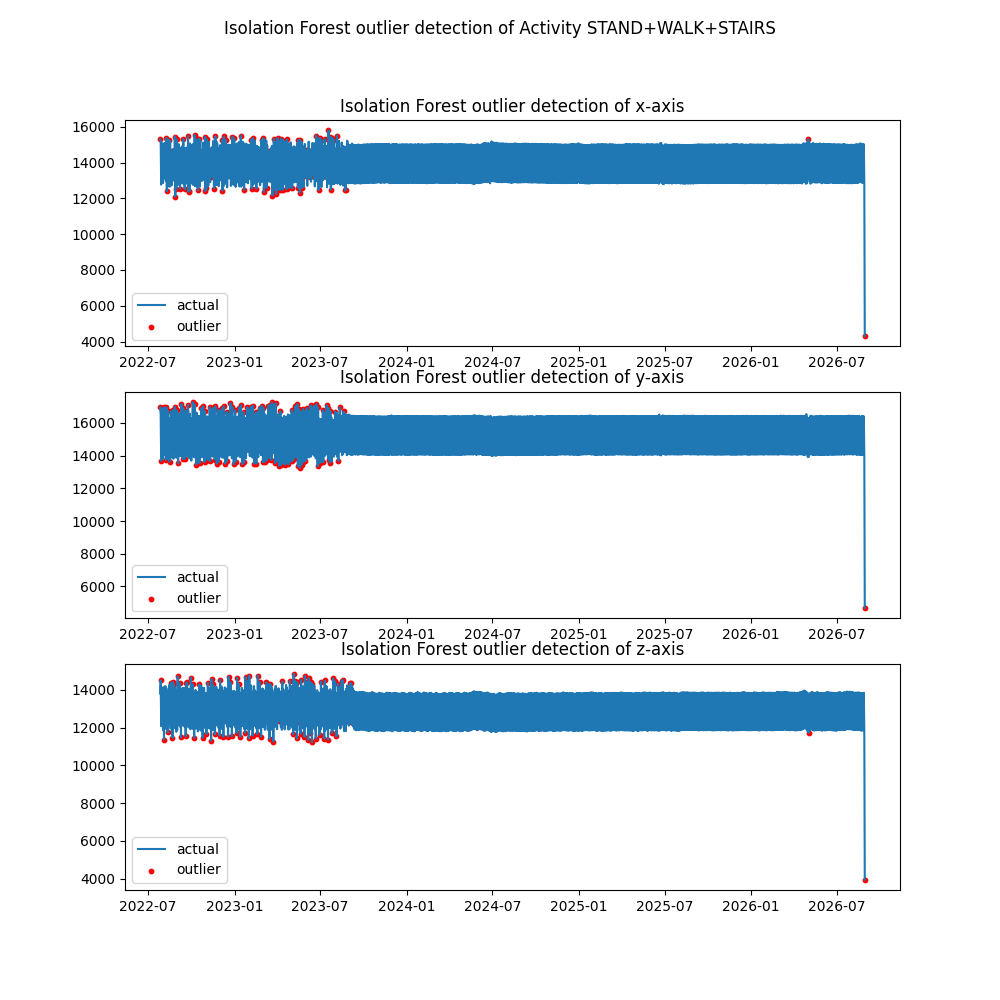 Isolation Forest outlier detection of Activity STAND+WALK+STAIRS
Isolation Forest outlier detection of x-axis
16000
14000
12000
10000
8000
6000
4000
actual
outlier
2022-07 2023-01 2023-07 2024-01 2024-07 2025-01 2025-07 2026-01 2026-07
Isolation Forest outlier detection of y-axis
16000
14000
12000
10000
8000
6000
actual
outlier
2022-07 2023-01 2023-07 2024-01 2024-07 2025-01 2025-07 2026-01 2026-07
Isolation Forest outlier detection of z-axis
14000
12000
10000
8000
6000
4000
actual
outlier
2022-07 2023-01 2023-07 2024-01 2024-07 2025-01 2025-07 2026-01 2026-07